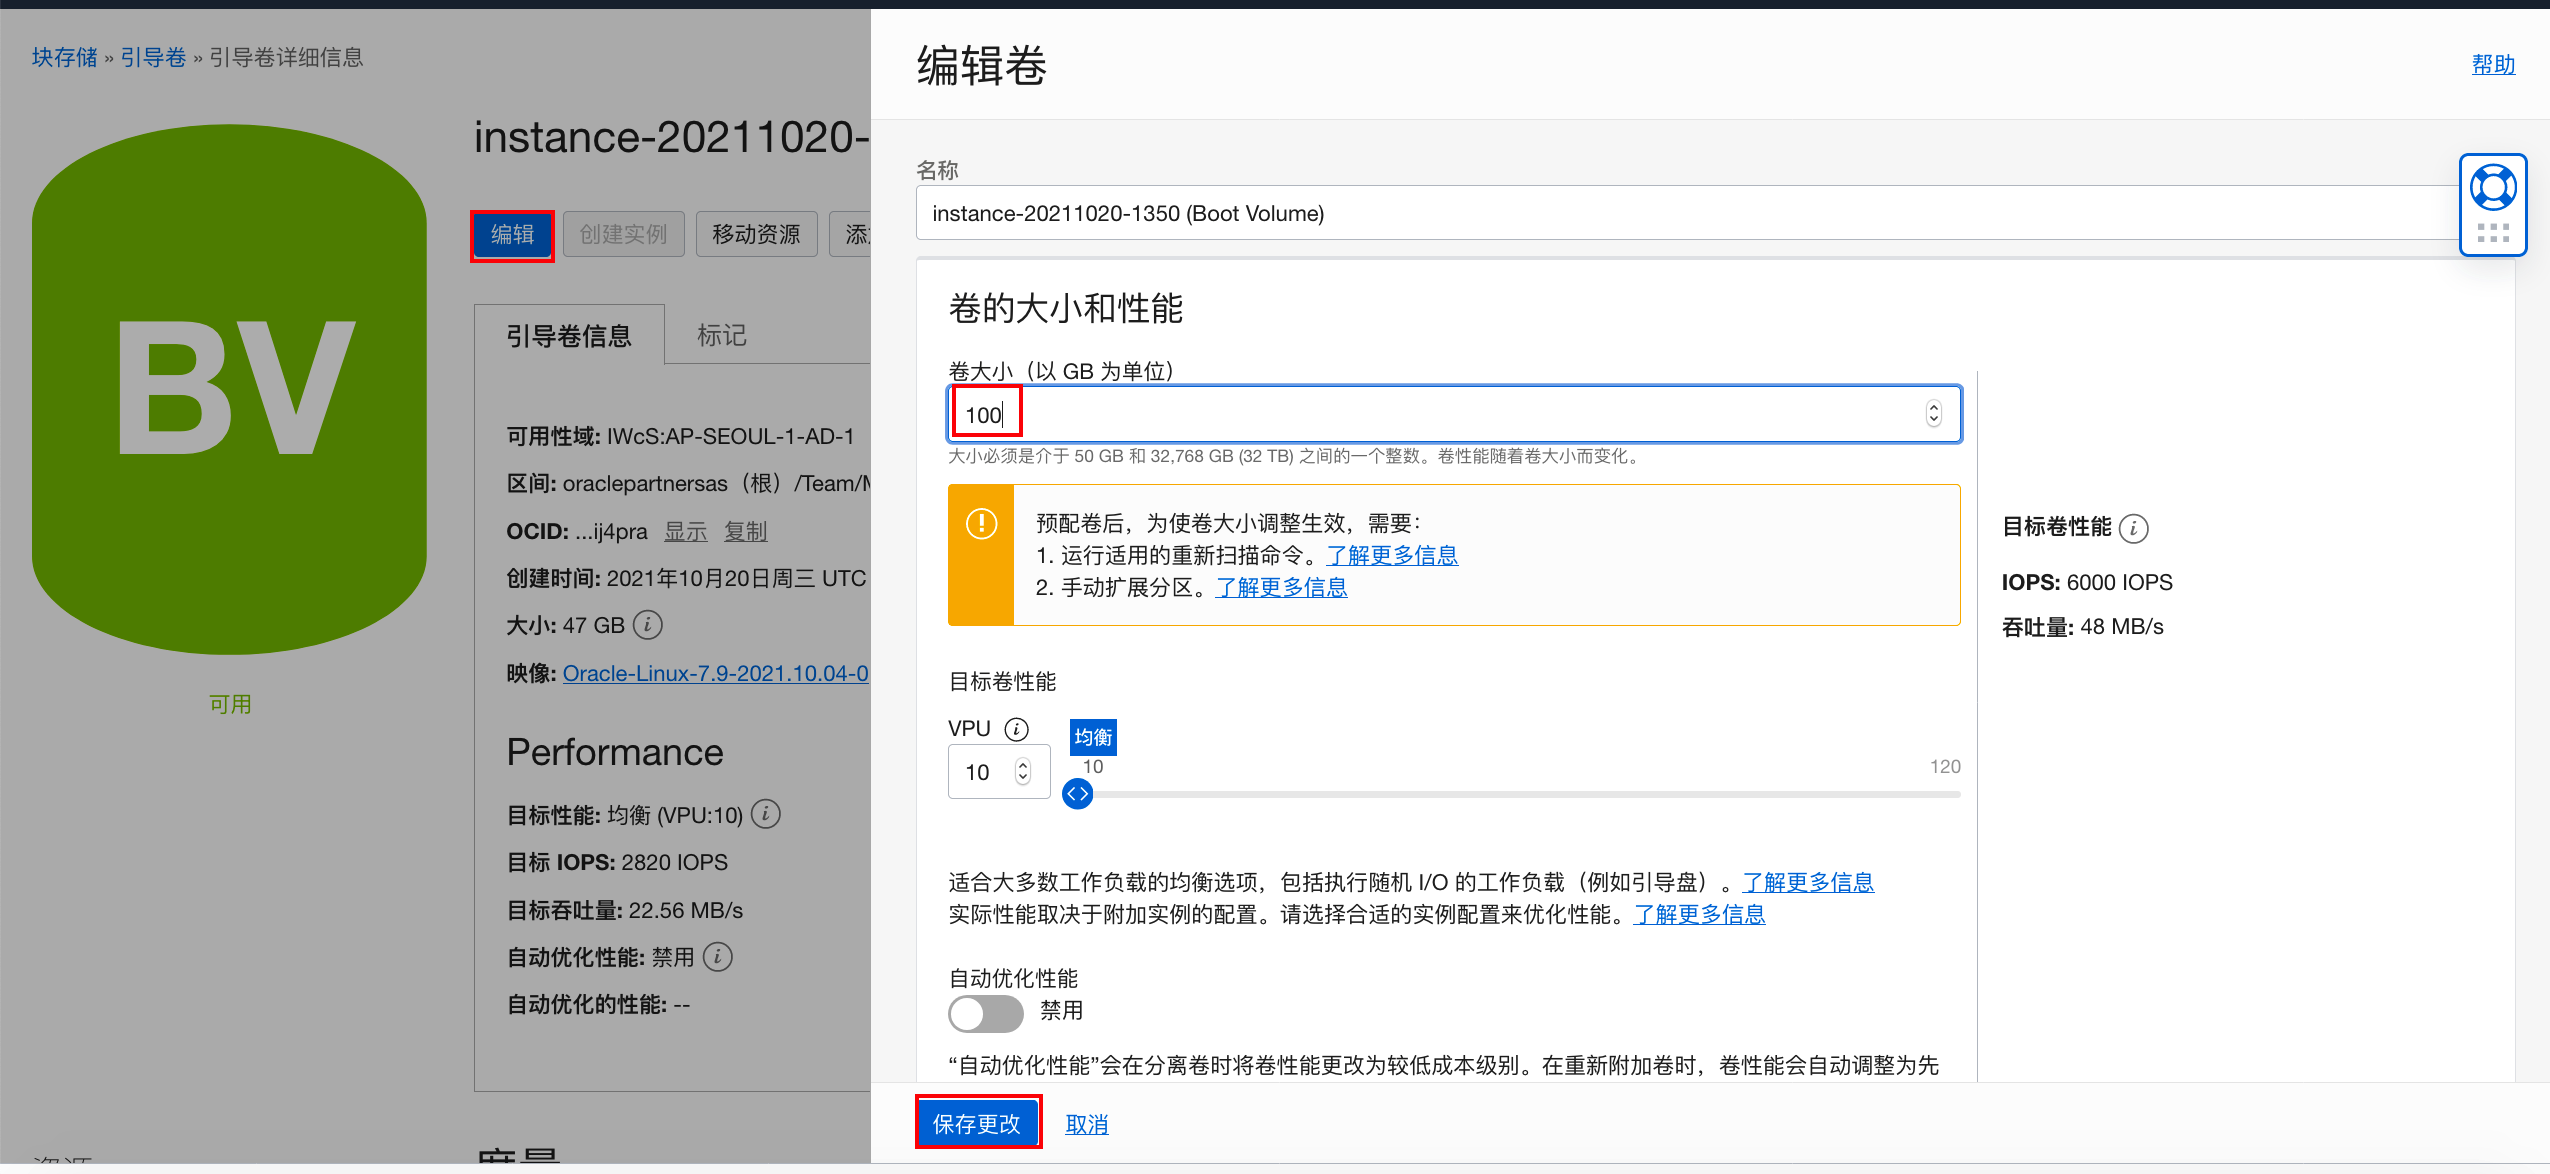 块存储 » 引导卷 » 引导卷详细信息
BV
可用
instance-20211020-
编辑
创建实例
移动资源
引导卷信息
标记
可用性域: IWcS:AP-SEOUL-1-AD-1
区间: oraclepartnersas（根）/Team/
OCID: ...ij4pra 显示 复制
创建时间: 2021年10月20日周三 UTC
大小: 47 GB
映像: Oracle-Linux-7.9-2021.10.04-0
Performance
目标性能: 均衡 (VPU:10)
目标 IOPS: 2820 IOPS
目标吞吐量: 22.56 MB/s
自动优化性能: 禁用
自动优化的性能: --
编辑卷
帮助
名称
instance-20211020-1350 (Boot Volume)
卷的大小和性能
卷大小（以 GB 为单位）
100
大小必须是介于 50 GB 和 32,768 GB (32 TB) 之间的一个整数。卷性能随着卷大小而变化。
预配卷后，为使卷大小调整生效，需要：
1. 运行适用的重新扫描命令。了解更多信息
2. 手动扩展分区。了解更多信息
目标卷性能
VPU
10
均衡
10
120
适合大多数工作负载的均衡选项，包括执行随机 I/O 的工作负载（例如引导盘）。了解更多信息
实际性能取决于附加实例的配置。请选择合适的实例配置来优化性能。了解更多信息
自动优化性能
禁用
“自动优化性能”会在分离卷时将卷性能更改为较低成本级别。在重新附加卷时，卷性能会自动调整为先
目标卷性能
IOPS: 6000 IOPS
吞吐量: 48 MB/s
保存更改
取消